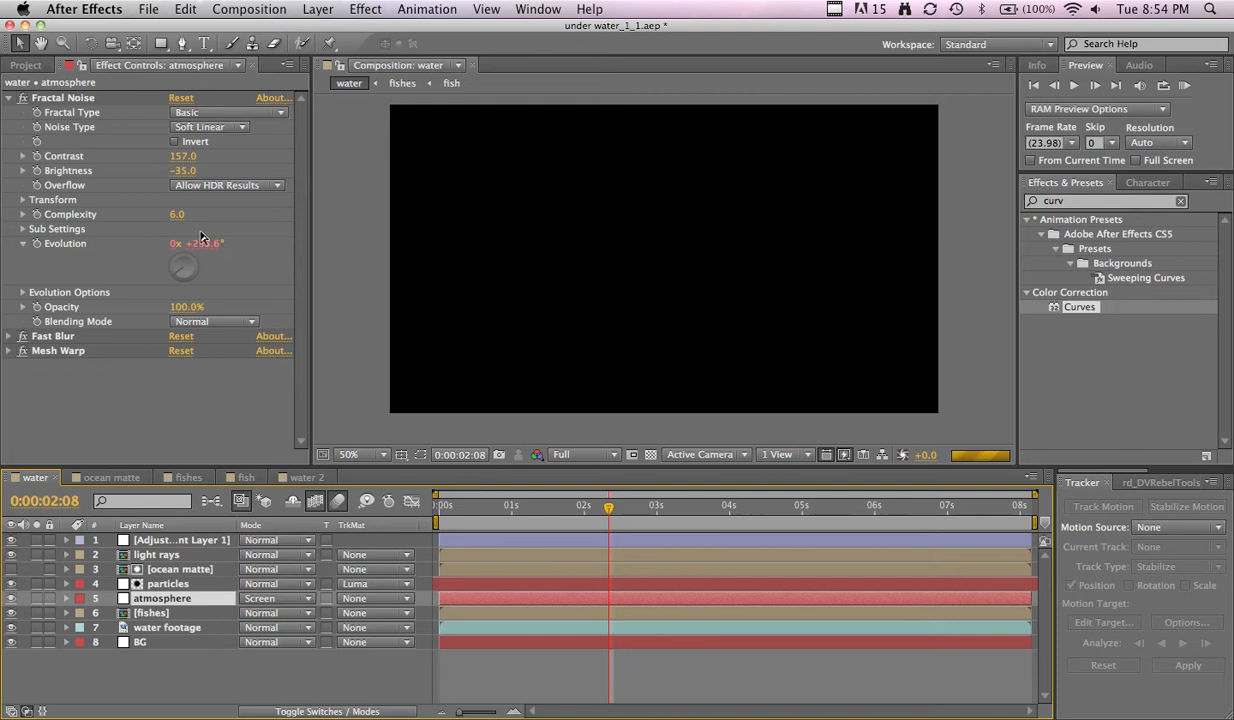 After Effects File Edit Composition Layer Effect Animation View Window Help 15 (100%) Tue 8:54 PM
under water_1_1.aep *
Workspace: Standard Search Help
Project Effect Controls: atmosphere Composition: water Info Preview Audio
water • atmosphere
water fishes fish
Fractal Noise Reset About...
Fractal Type Basic
Noise Type Soft Linear
Invert
Contrast 157.0
Brightness -35.0
Overflow Allow HDR Results
Transform
Complexity 6.0
Sub Settings
Evolution 0x
Evolution Options
Opacity 100.0%
Blending Mode Normal
Fast Blur Reset About...
Mesh Warp Reset About...
RAM Preview Options
Frame Rate Skip Resolution
(23.98) 0 Auto
From Current Time Full Screen
Effects & Presets Character
curv
* Animation Presets
Adobe After Effects CS5
Presets
Backgrounds
Sweeping Curves
Color Correction
Curves
50% 0:00:02:08 Full Active Camera 1 View +0.0
water ocean matte fishes fish water 2
0:00:02:08
:00s 01s 02s 03s 04s 05s 06s 07s 08s
# Layer Name Mode T TrkMat
1 [Adjust...nt Layer 1] Normal
2 light rays Normal None
3 [ocean matte] Normal None
4 particles Normal Luma
5 atmosphere Screen None
6 [fishes] Normal None
7 water footage Normal None
8 BG Normal None
Toggle Switches / Modes
Tracker rd_DVRebelTools
Track Motion Stabilize Motion
Motion Source: None
Current Track: None
Track Type: Stabilize
Position Rotation Scale
Motion Target:
Edit Target... Options...
Analyze:
Reset Apply